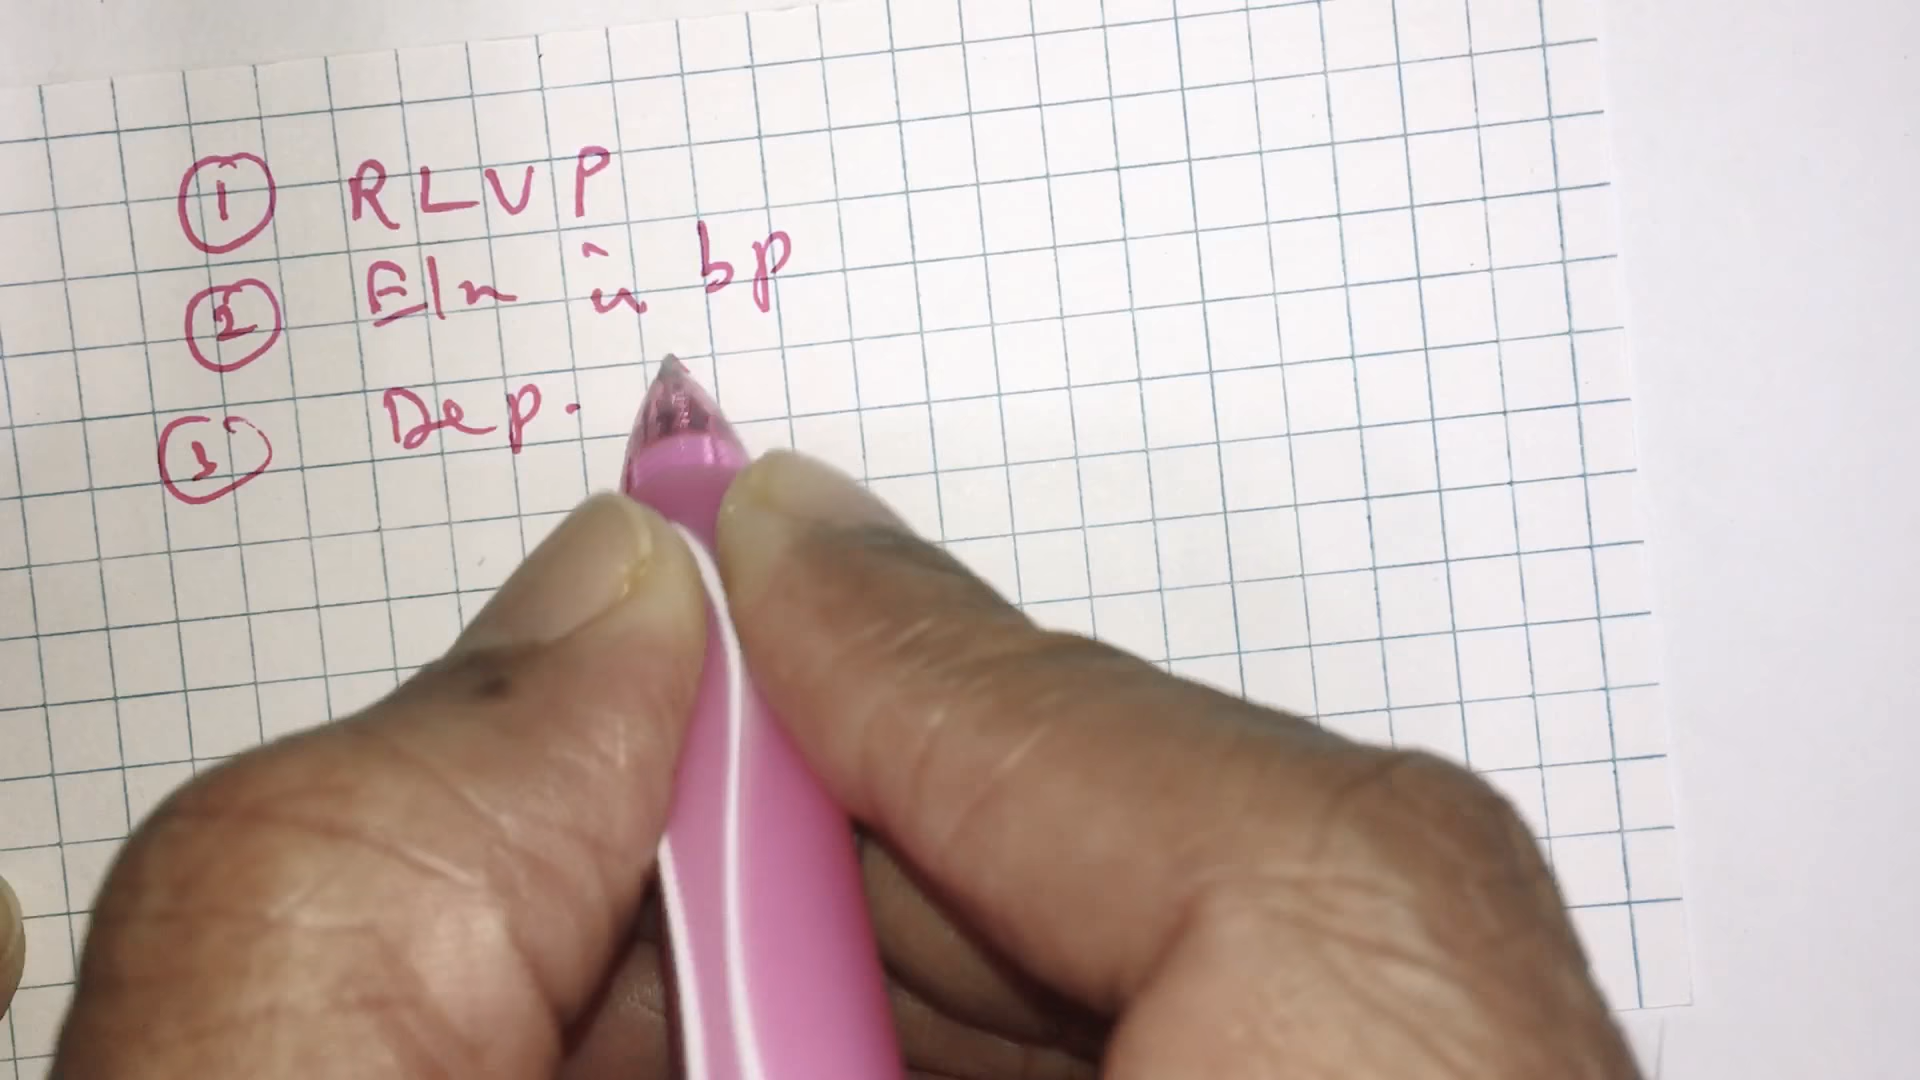 ① RLVP
② Eln in bp
③ Dep.